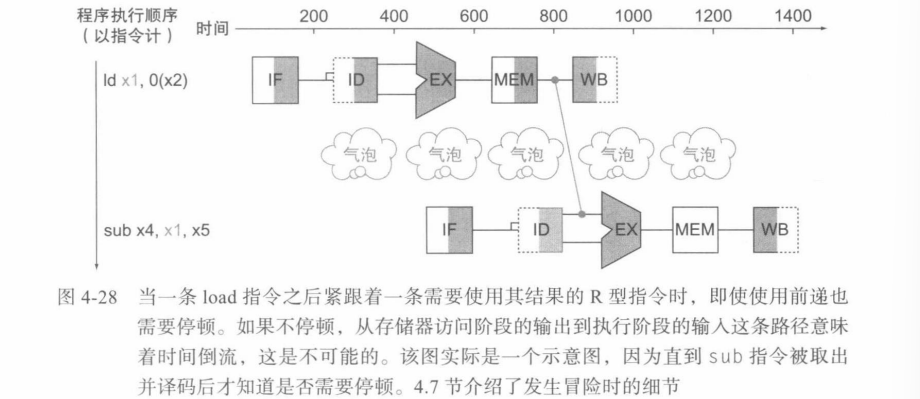 程序执行顺序
（以指令计）
时间 200 400 600 800 1000 1200 1400
ld x1, 0(x2)
IF ID EX MEM WB
气泡 气泡 气泡 气泡 气泡
sub x4, x1, x5
IF ID EX MEM WB
图 4-28 当一条 load 指令之后紧跟着一条需要使用其结果的 R 型指令时，即使使用前递也
需要停顿。如果不停顿，从存储器访问阶段的输出到执行阶段的输入这条路径意味
着时间倒流，这是不可能的。该图实际是一个示意图，因为直到 sub 指令被取出
并译码后才知道是否需要停顿。4.7 节介绍了发生冒险时的细节